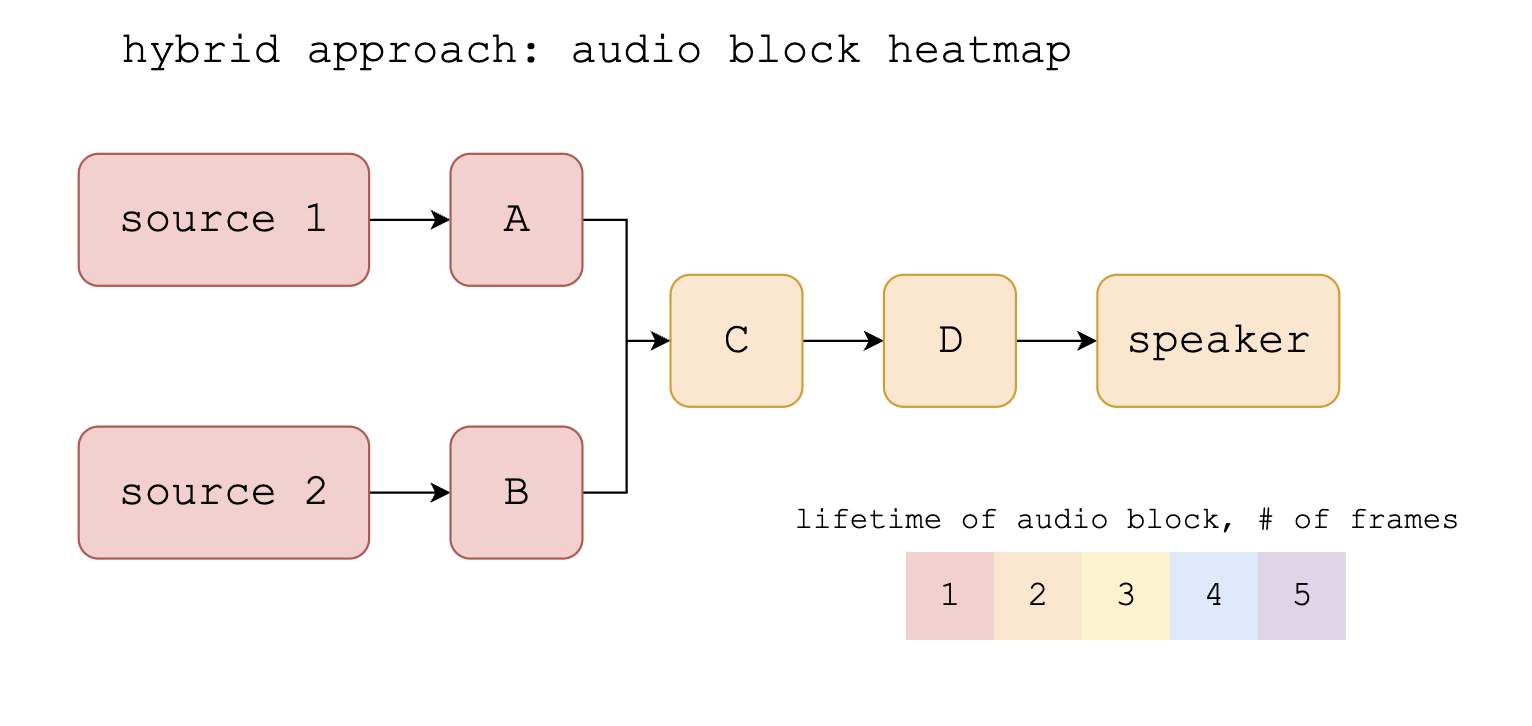 hybrid approach: audio block heatmap
source 1
A
C
D
speaker
source 2
B
lifetime of audio block, # of frames
1 2 3 4 5